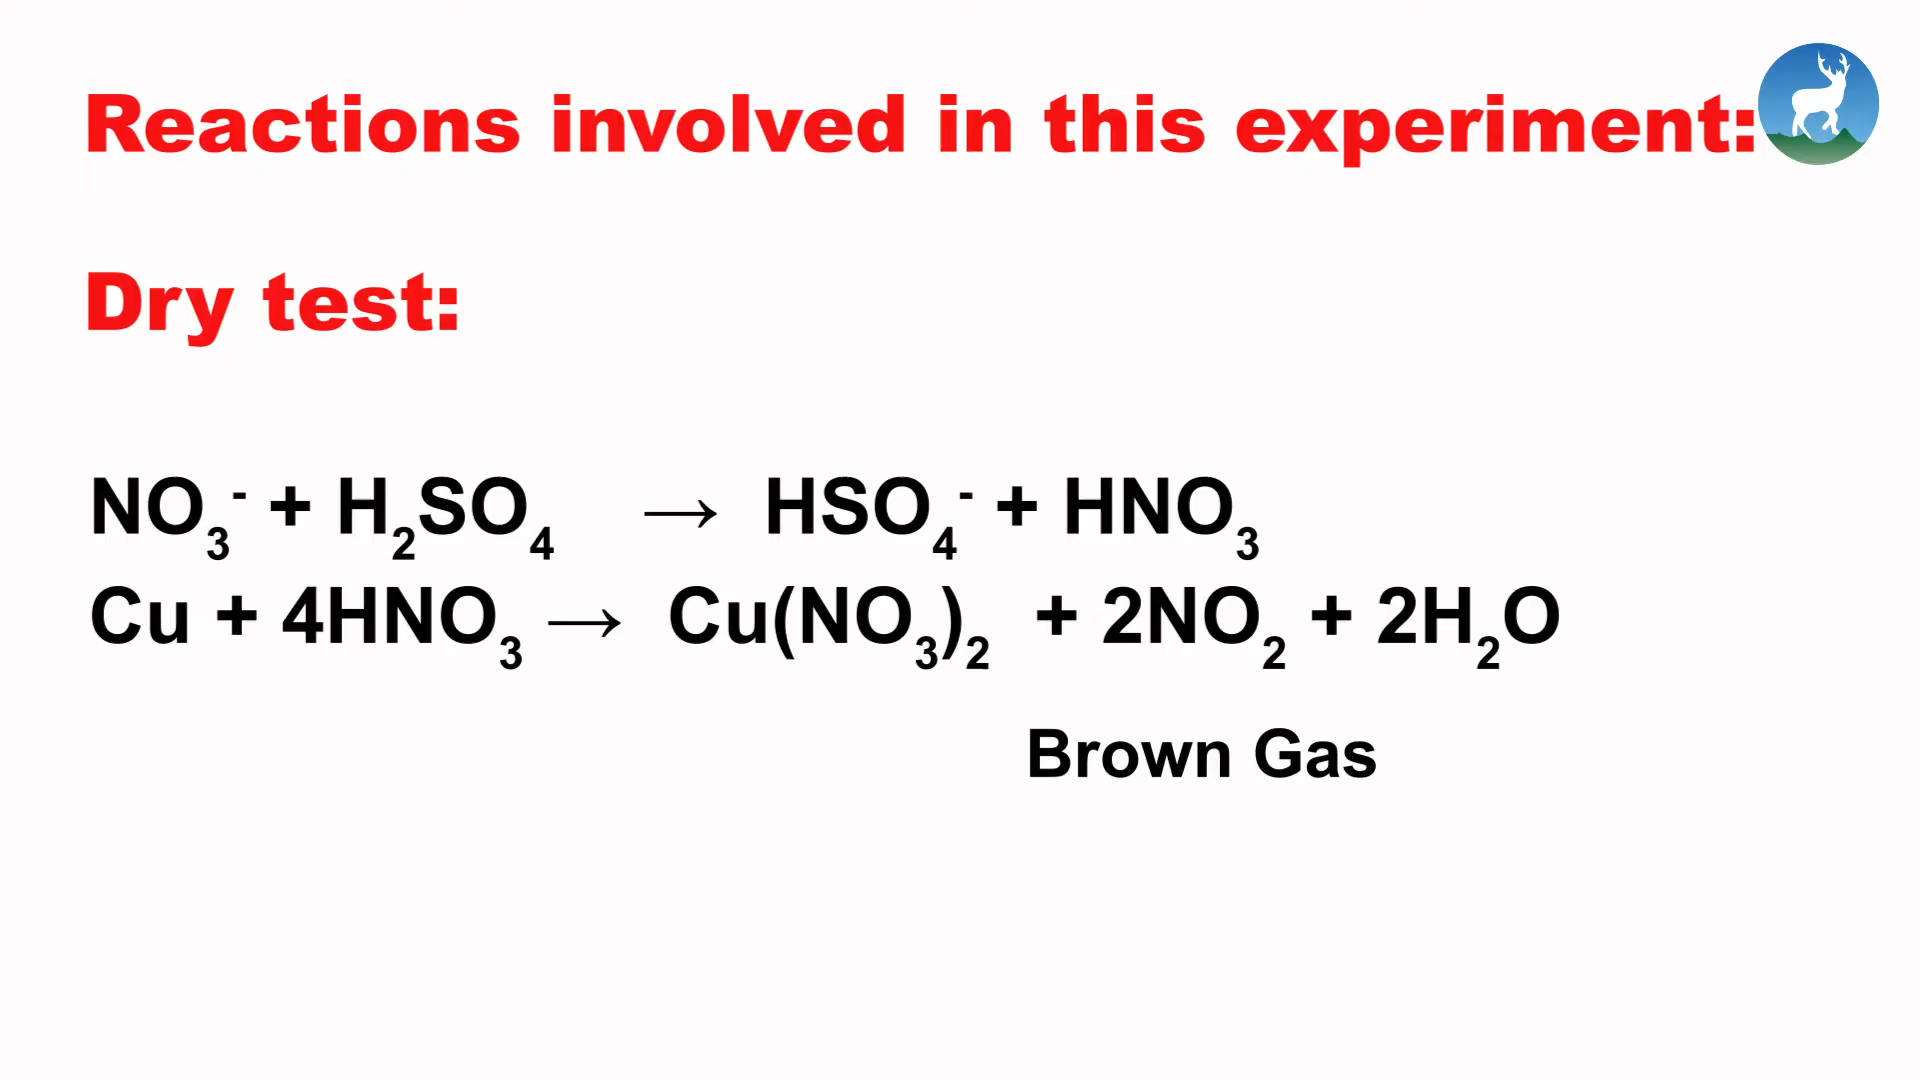 Reactions involved in this experiment:
Dry test:
NO₃⁻ + H₂SO₄ → HSO₄⁻ + HNO₃
Cu + 4HNO₃ → Cu(NO₃)₂ + 2NO₂ + 2H₂O
Brown Gas